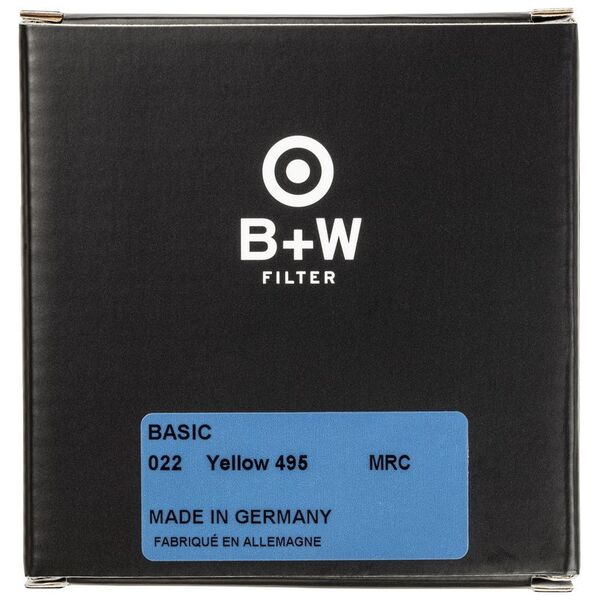 B+W
FILTER
BASIC
022 Yellow 495 MRC
MADE IN GERMANY
FABRIQUÉ EN ALLEMAGNE